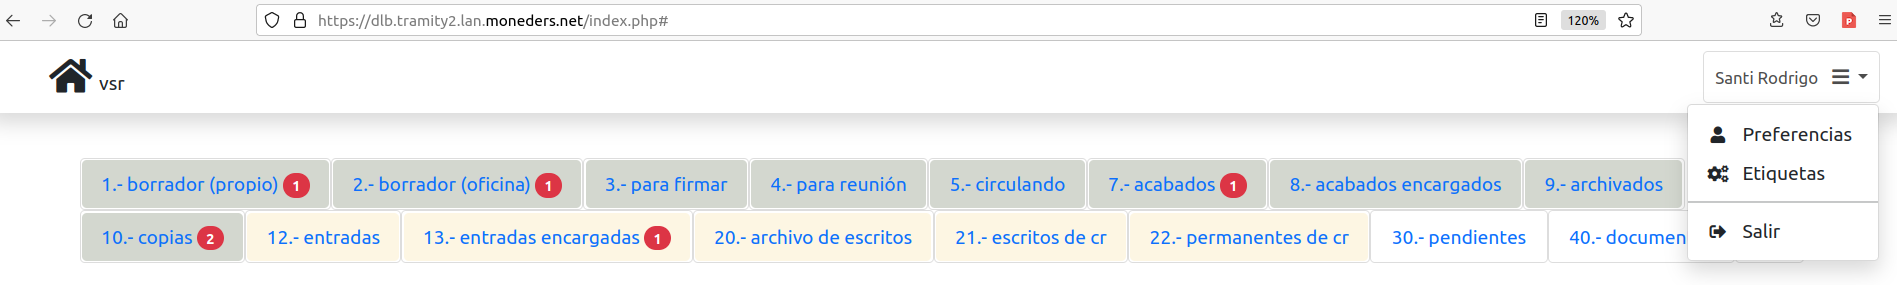 https://dlb.tramity2.lan.moneders.net/index.php#
120%
vsr
Santi Rodrigo
Preferencias
Etiquetas
Salir
1.- borrador (propio) 1
2.- borrador (oficina) 1
3.- para firmar
4.- para reunión
5.- circulando
7.- acabados 1
8.- acabados encargados
9.- archivados
10.- copias 2
12.- entradas
13.- entradas encargadas 1
20.- archivo de escritos
21.- escritos de cr
22.- permanentes de cr
30.- pendientes
40.- documen